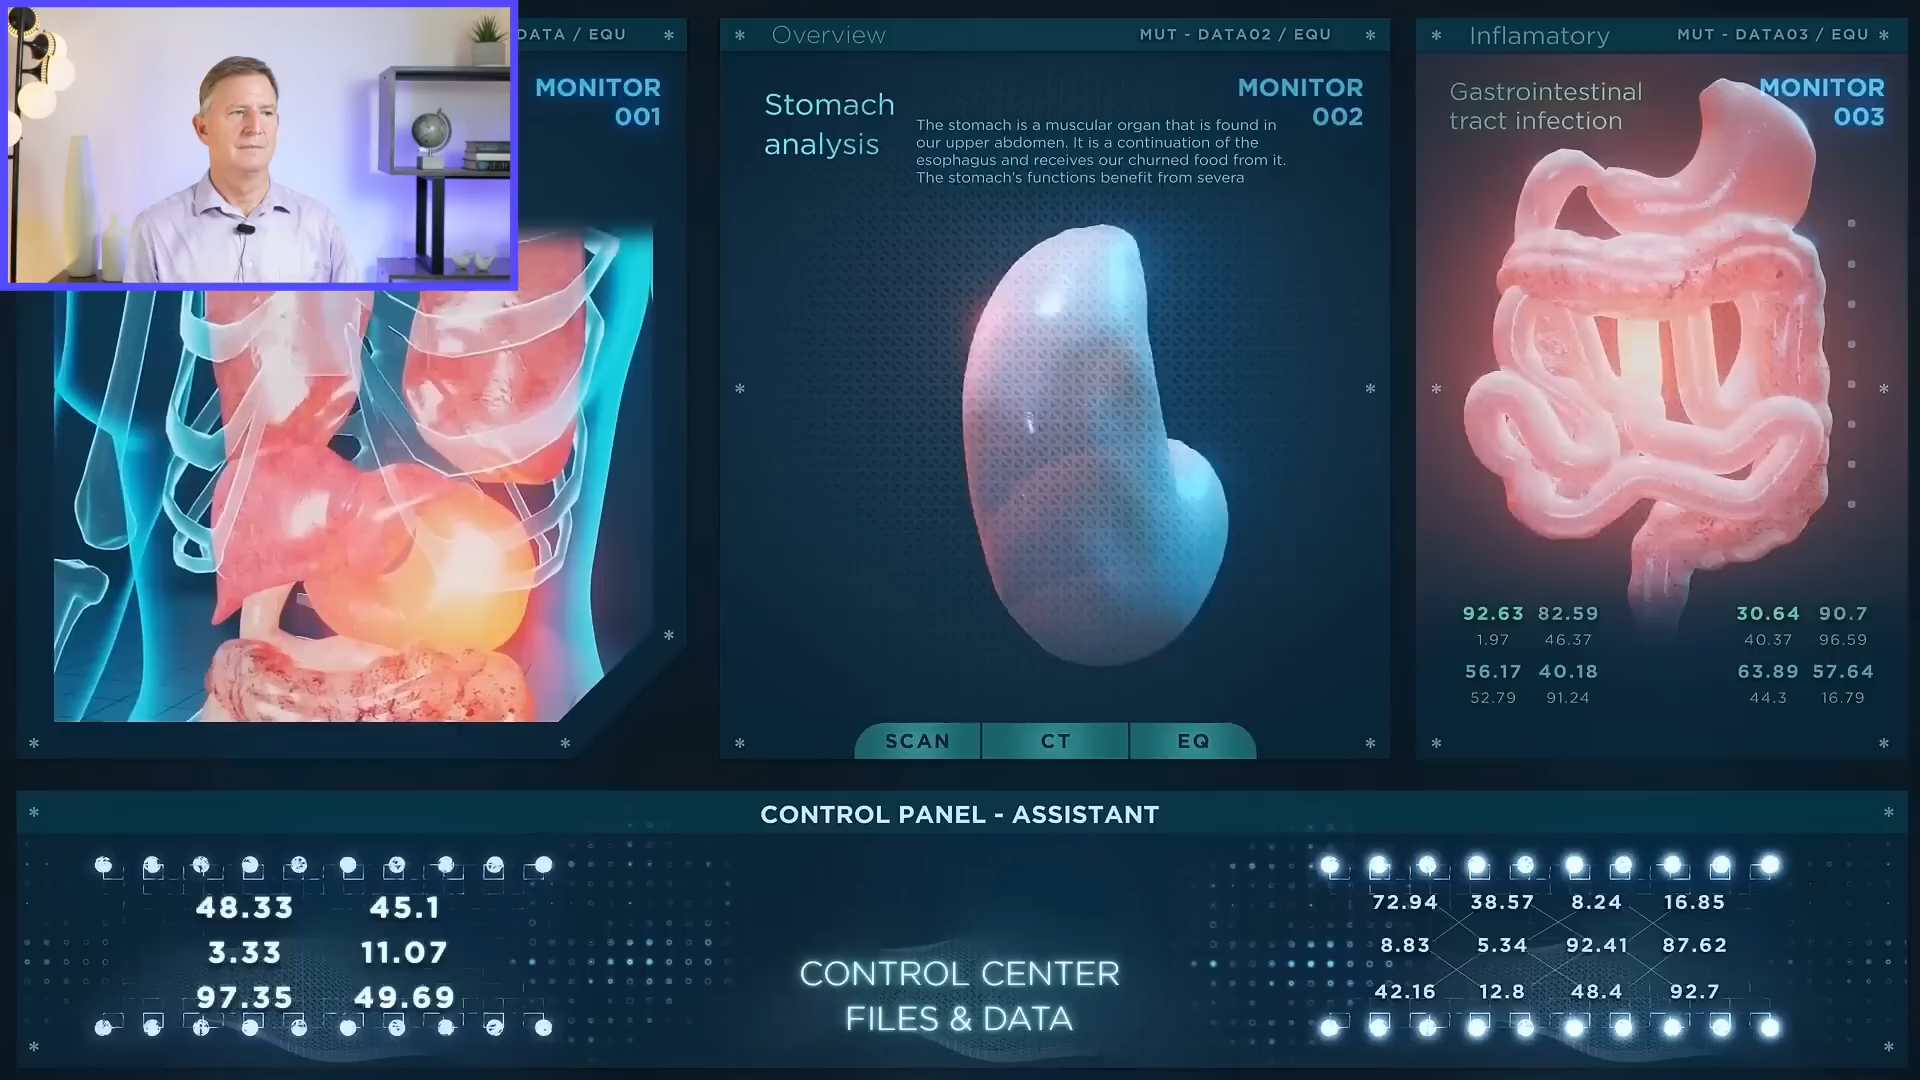 DATA / EQU
MONITOR
001
Overview
MUT - DATA02 / EQU
Stomach
analysis
The stomach is a muscular organ that is found in
our upper abdomen. It is a continuation of the
esophagus and receives our churned food from it.
The stomach's functions benefit from severa
MONITOR
002
SCAN
CT
EQ
Inflamatory
MUT - DATA03 / EQU
Gastrointestinal
tract infection
MONITOR
003
92.63 82.59
1.97 46.37
56.17 40.18
52.79 91.24
30.64 90.7
40.37 96.59
63.89 57.64
44.3 16.79
CONTROL PANEL - ASSISTANT
48.33 45.1
3.33 11.07
97.35 49.69
CONTROL CENTER
FILES & DATA
72.94 38.57 8.24 16.85
8.83 5.34 92.41 87.62
42.16 12.8 48.4 92.7